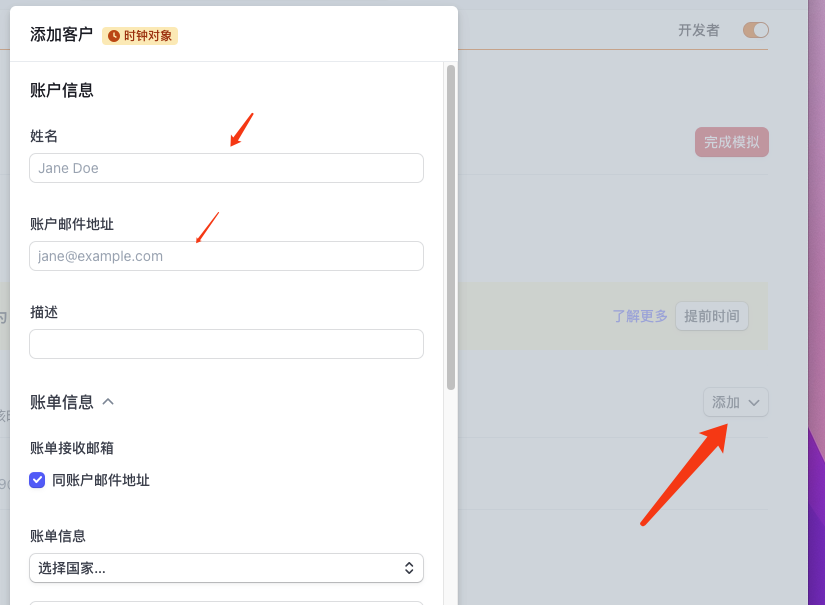 添加客户 时钟对象
开发者
账户信息
姓名
Jane Doe
完成模拟
账户邮件地址
jane@example.com
描述
了解更多 提前时间
账单信息
添加
账单接收邮箱
同账户邮件地址
账单信息
选择国家...